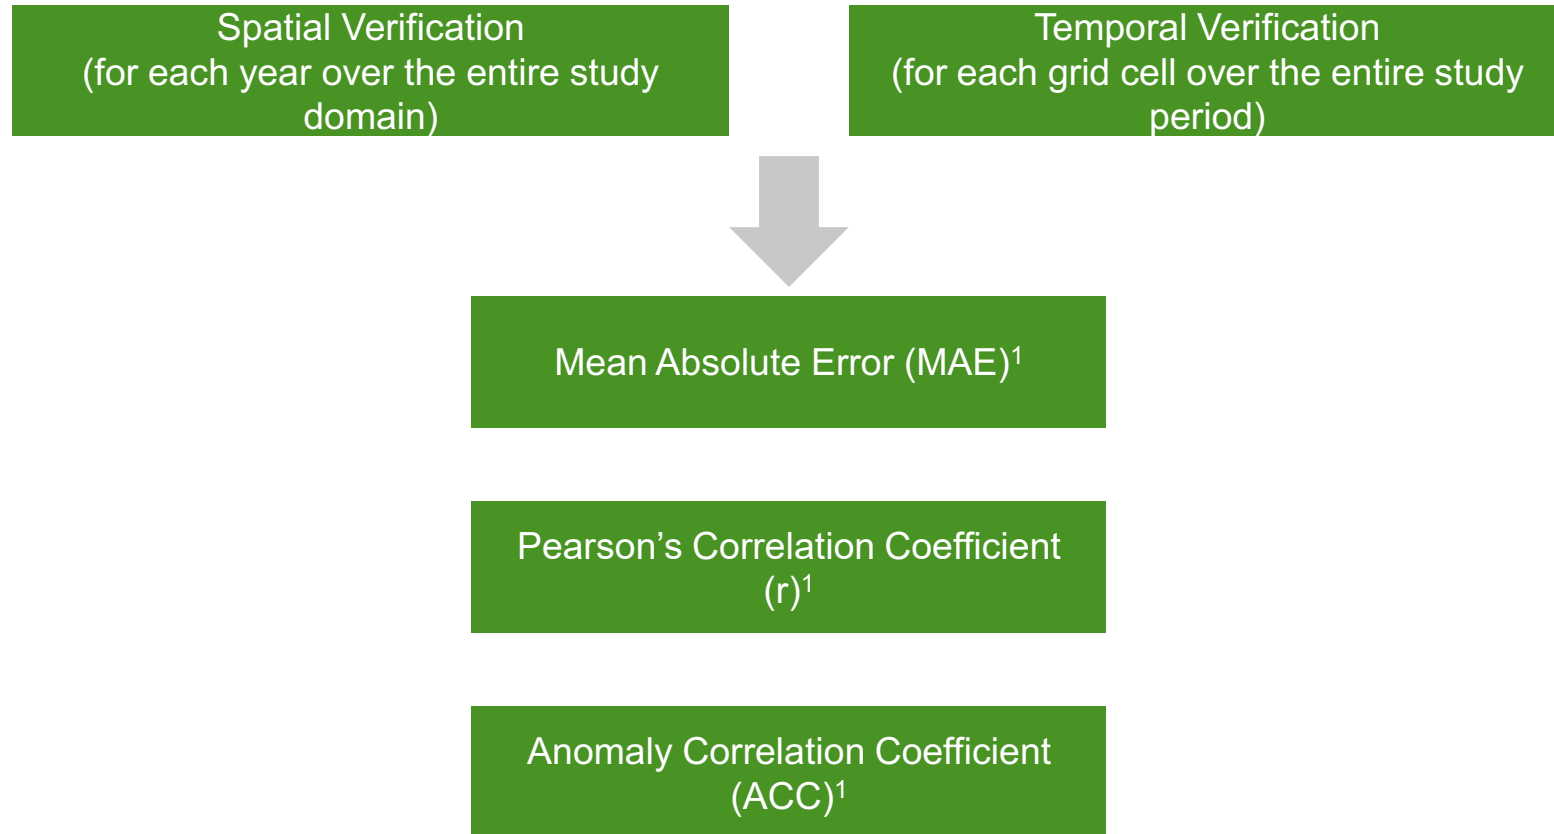 Spatial Verification
(for each year over the entire study
domain)
Temporal Verification
(for each grid cell over the entire study
period)
Mean Absolute Error (MAE)¹
Pearson’s Correlation Coefficient
(r)¹
Anomaly Correlation Coefficient
(ACC)¹